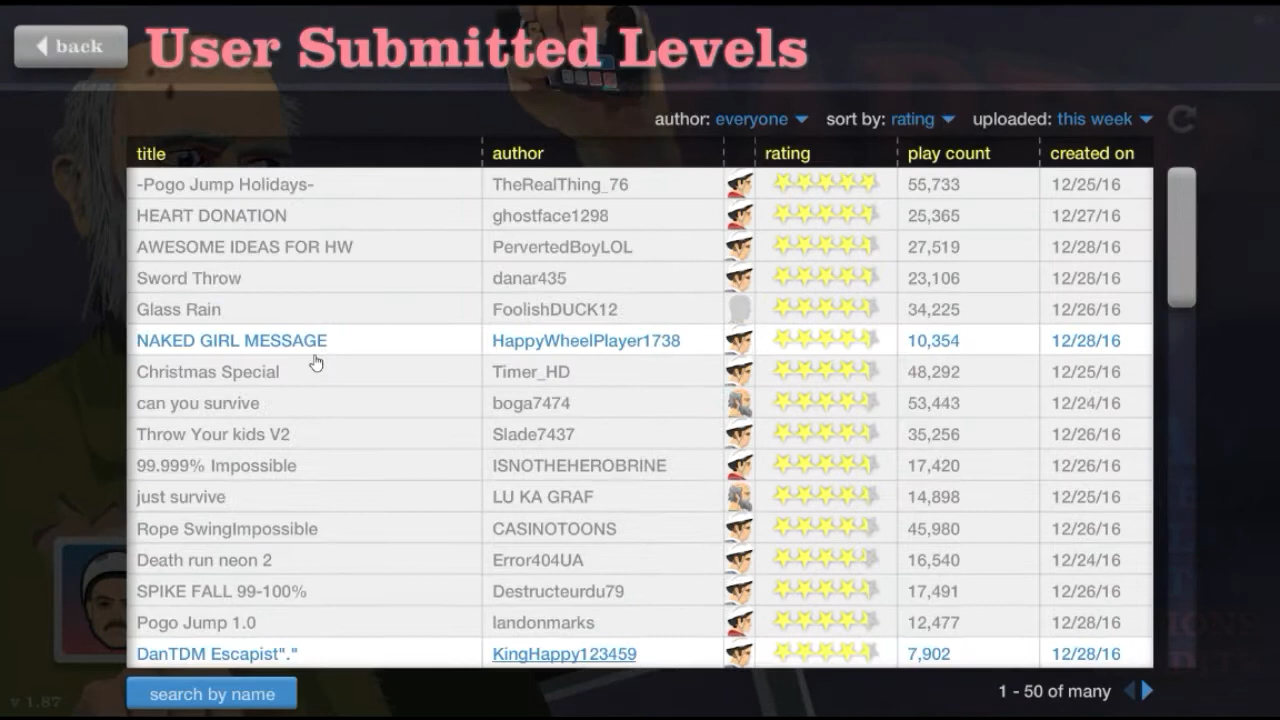 back
User Submitted Levels
author: everyone sort by: rating uploaded: this week
title author rating play count created on
-Pogo Jump Holidays- TheRealThing_76 55,733 12/25/16
HEART DONATION ghostface1298 25,365 12/27/16
AWESOME IDEAS FOR HW PervertedBoyLOL 27,519 12/28/16
Sword Throw danar435 23,106 12/28/16
Glass Rain FoolishDUCK12 34,225 12/26/16
NAKED GIRL MESSAGE HappyWheelPlayer1738 10,354 12/28/16
Christmas Special Timer_HD 48,292 12/25/16
can you survive boga7474 53,443 12/24/16
Throw Your kids V2 Slade7437 35,256 12/26/16
99.999% Impossible ISNOTHEHEROBRINE 17,420 12/26/16
just survive LU KA GRAF 14,898 12/25/16
Rope SwingImpossible CASINOTOONS 45,980 12/26/16
Death run neon 2 Error404UA 16,540 12/24/16
SPIKE FALL 99-100% Destructeurdu79 17,491 12/26/16
Pogo Jump 1.0 landonmarks 12,477 12/28/16
DanTDM Escapist"." KingHappy123459 7,902 12/28/16
search by name 1 - 50 of many
v 1.87